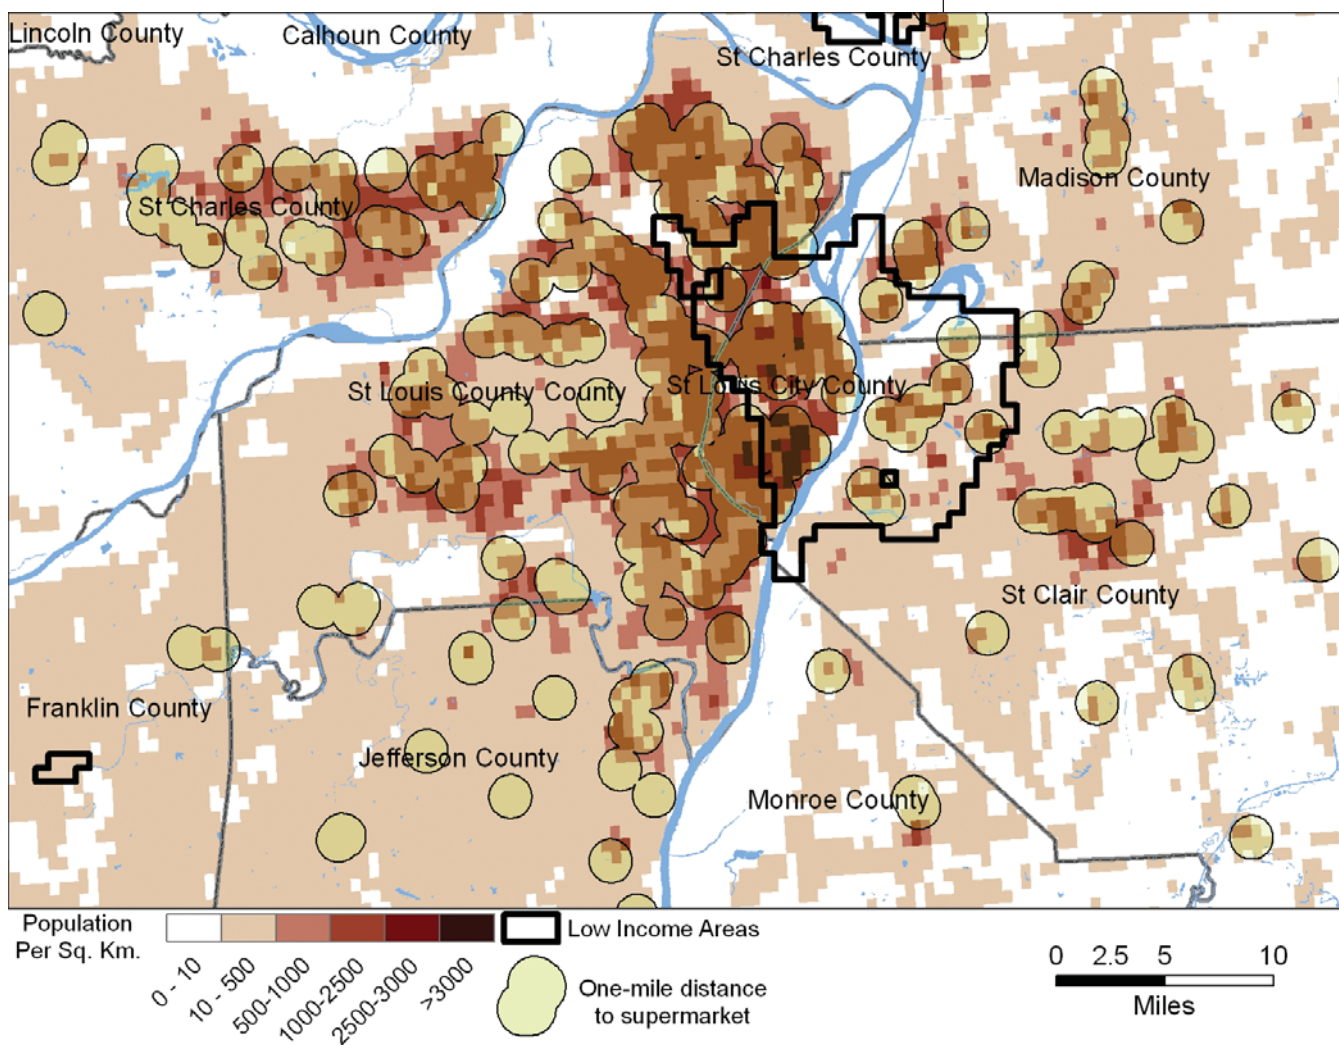 Lincoln County
Calhoun County
St Charles County
Madison County
St Charles County
St Louis County County
St Louis City County
St Clair County
Franklin County
Jefferson County
Monroe County
Population
Per Sq. Km.
0 - 10
10 - 500
500-1000
1000-2500
2500-3000
>3000
Low Income Areas
One-mile distance
to supermarket
0 2.5 5 10
Miles